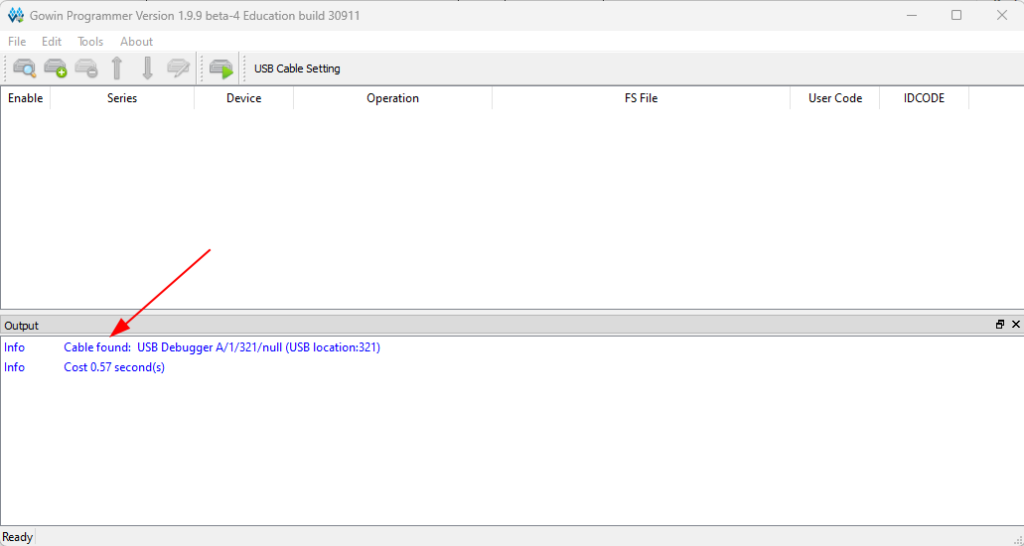 Gowin Programmer Version 1.9.9 beta-4 Education build 30911
File Edit Tools About
USB Cable Setting
Enable Series Device Operation FS File User Code IDCODE
Output
Info Cable found: USB Debugger A/1/321/null (USB location:321)
Info Cost 0.57 second(s)
Ready